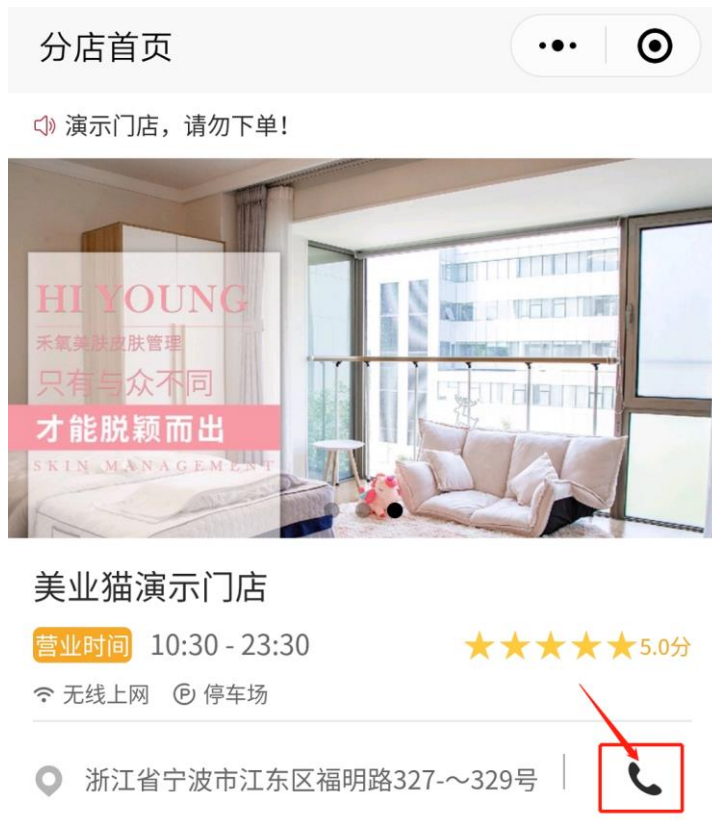 分店首页
演示门店，请勿下单！
HI YOUNG
禾氧美肤皮肤管理
只有与众不同
才能脱颖而出
SKIN MANAGEMENT
美业猫演示门店
营业时间 10:30 - 23:30 5.0分
无线上网 P 停车场
浙江省宁波市江东区福明路327-～329号